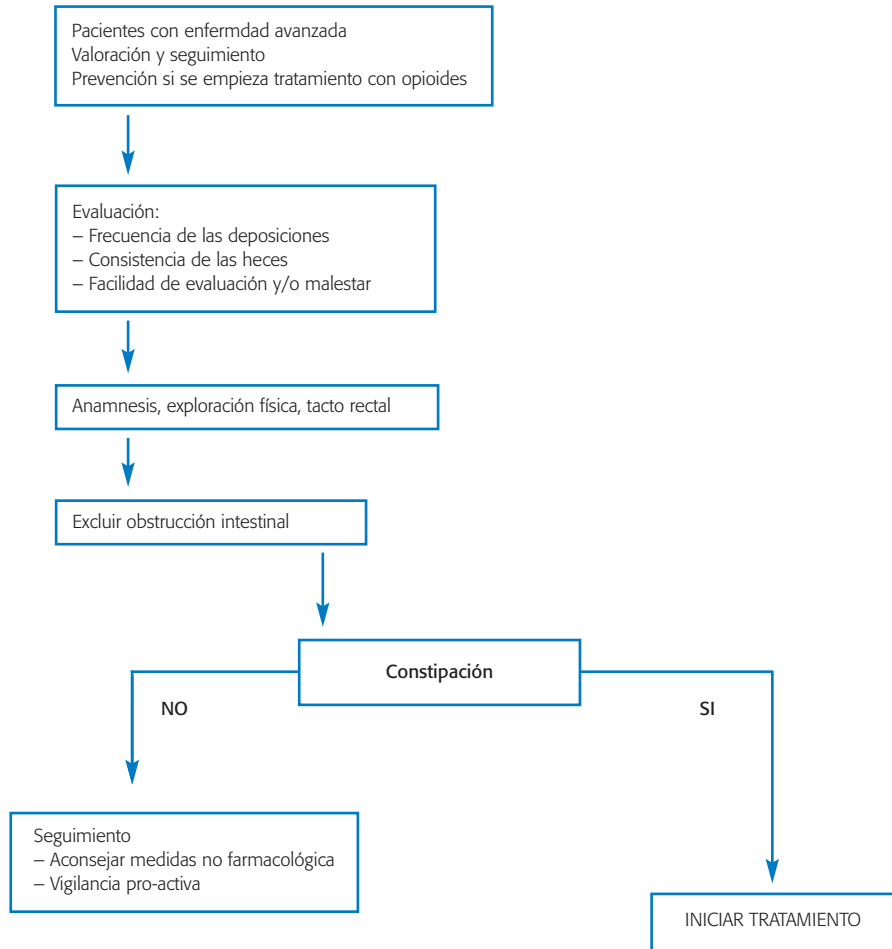 Pacientes con enfermdad avanzada
Valoración y seguimiento
Prevención si se empieza tratamiento con opioides
Evaluación:
– Frecuencia de las deposiciones
– Consistencia de las heces
– Facilidad de evaluación y/o malestar
Anamnesis, exploración física, tacto rectal
Excluir obstrucción intestinal
Constipación
NO
SI
Seguimiento
– Aconsejar medidas no farmacológica
– Vigilancia pro-activa
INICIAR TRATAMIENTO